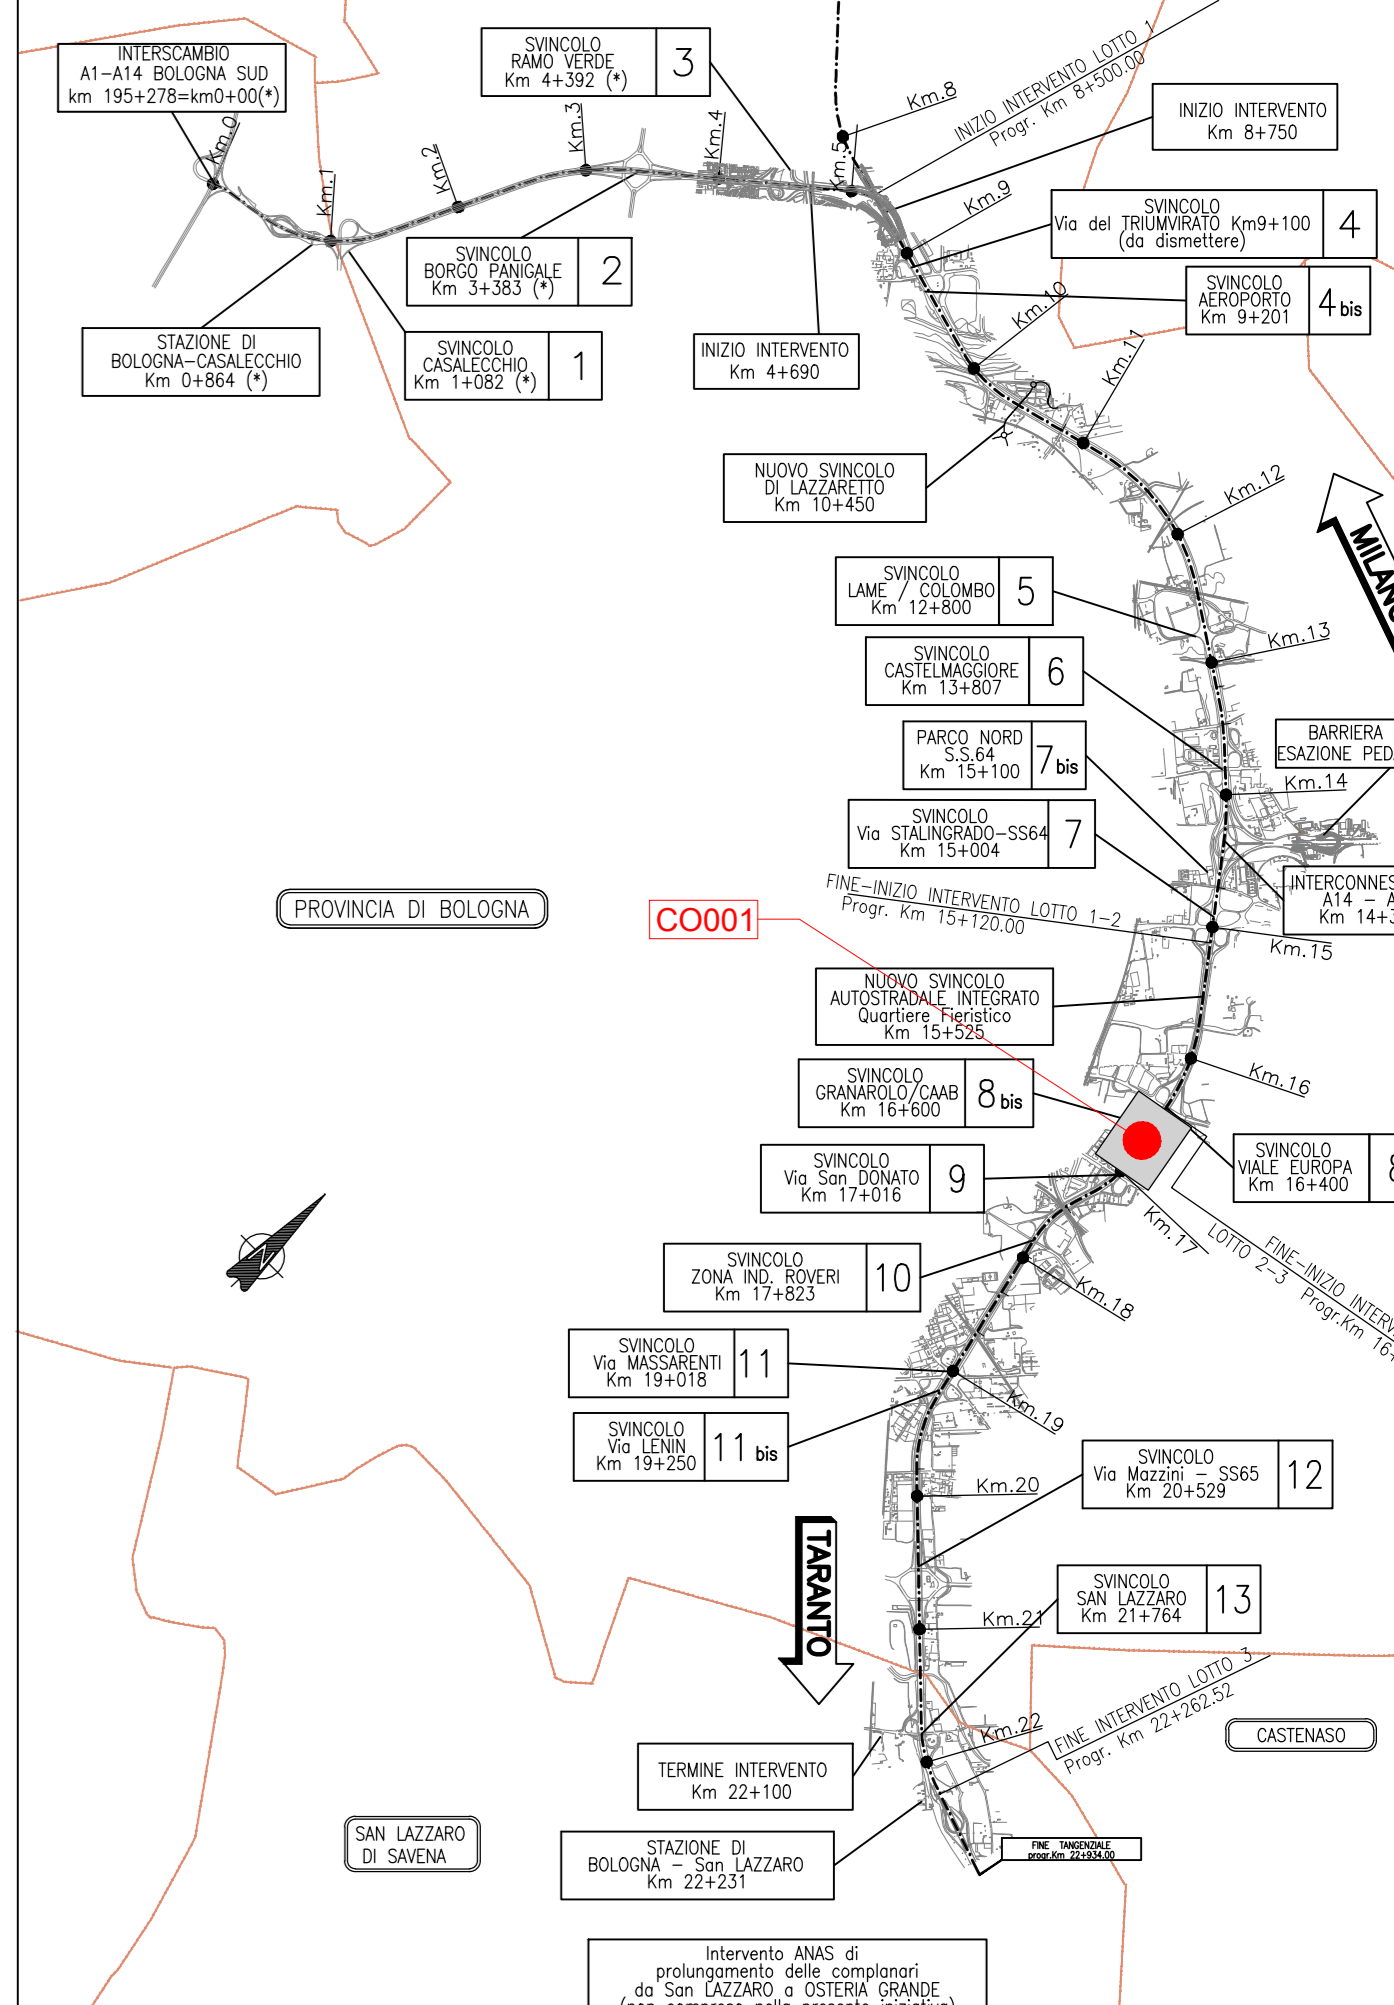 INTERSCAMBIO
A1-A14 BOLOGNA SUD
km 195+278=km0+00(*)
SVINCOLO
RAMO VERDE
Km 4+392 (*)
3
INIZIO INTERVENTO LOTTO 1
Progr. Km 8+500.00
INIZIO INTERVENTO
Km 8+750
Km.0
Km.1
Km.2
Km.3
Km.4
Km.5
Km.8
Km.9
SVINCOLO
Via del TRIUMVIRATO Km9+100
(da dismettere)
4
SVINCOLO
BORGO PANIGALE
Km 3+383 (*)
2
SVINCOLO
AEROPORTO
Km 9+201
4 bis
Km.10
Km.11
STAZIONE DI
BOLOGNA-CASALECCHIO
Km 0+864 (*)
SVINCOLO
CASALECCHIO
Km 1+082 (*)
1
INIZIO INTERVENTO
Km 4+690
NUOVO SVINCOLO
DI LAZZARETTO
Km 10+450
Km.12
MILANO
SVINCOLO
LAME / COLOMBO
Km 12+800
5
Km.13
SVINCOLO
CASTELMAGGIORE
Km 13+807
6
PARCO NORD
S.S.64
Km 15+100
7 bis
BARRIERA
ESAZIONE
Km.14
SVINCOLO
Via STALINGRADO-SS64
Km 15+004
7
FINE-INIZIO INTERVENTO LOTTO 1-2
Progr. Km 15+120.00
A14 -
PROVINCIA DI BOLOGNA
CO001
Km.15
NUOVO SVINCOLO
AUTOSTRADALE INTEGRATO
Quartiere Fieristico
Km 15+525
Km.16
SVINCOLO
GRANAROLO/CAAB
Km 16+600
8 bis
SVINCOLO
VIALE EUROPA
Km 16+400
SVINCOLO
Via San DONATO
Km 17+016
9
Km.17
FINE-INIZIO
LOTTO 2-3 Progr.Km
SVINCOLO
ZONA IND. ROVERI
Km 17+823
10
Km.18
SVINCOLO
Via MASSARENTI
Km 19+018
11
Km.19
SVINCOLO
Via LENIN
Km 19+250
11 bis
SVINCOLO
Via Mazzini - SS65
Km 20+529
12
Km.20
TARANTO
SVINCOLO
SAN LAZZARO
Km 21+764
13
Km.21
FINE INTERVENTO LOTTO 3
Progr. Km 22+262.52
Km.22
CASTENASO
TERMINE INTERVENTO
Km 22+100
SAN LAZZARO
DI SAVENA
STAZIONE DI
BOLOGNA - San LAZZARO
Km 22+231
FINE TANGENZIALE
progr.Km 22+934.00
Intervento ANAS di
prolungamento delle complanari
da San LAZZARO a OSTERIA GRANDE
(non compreso nella presente iniziativa)